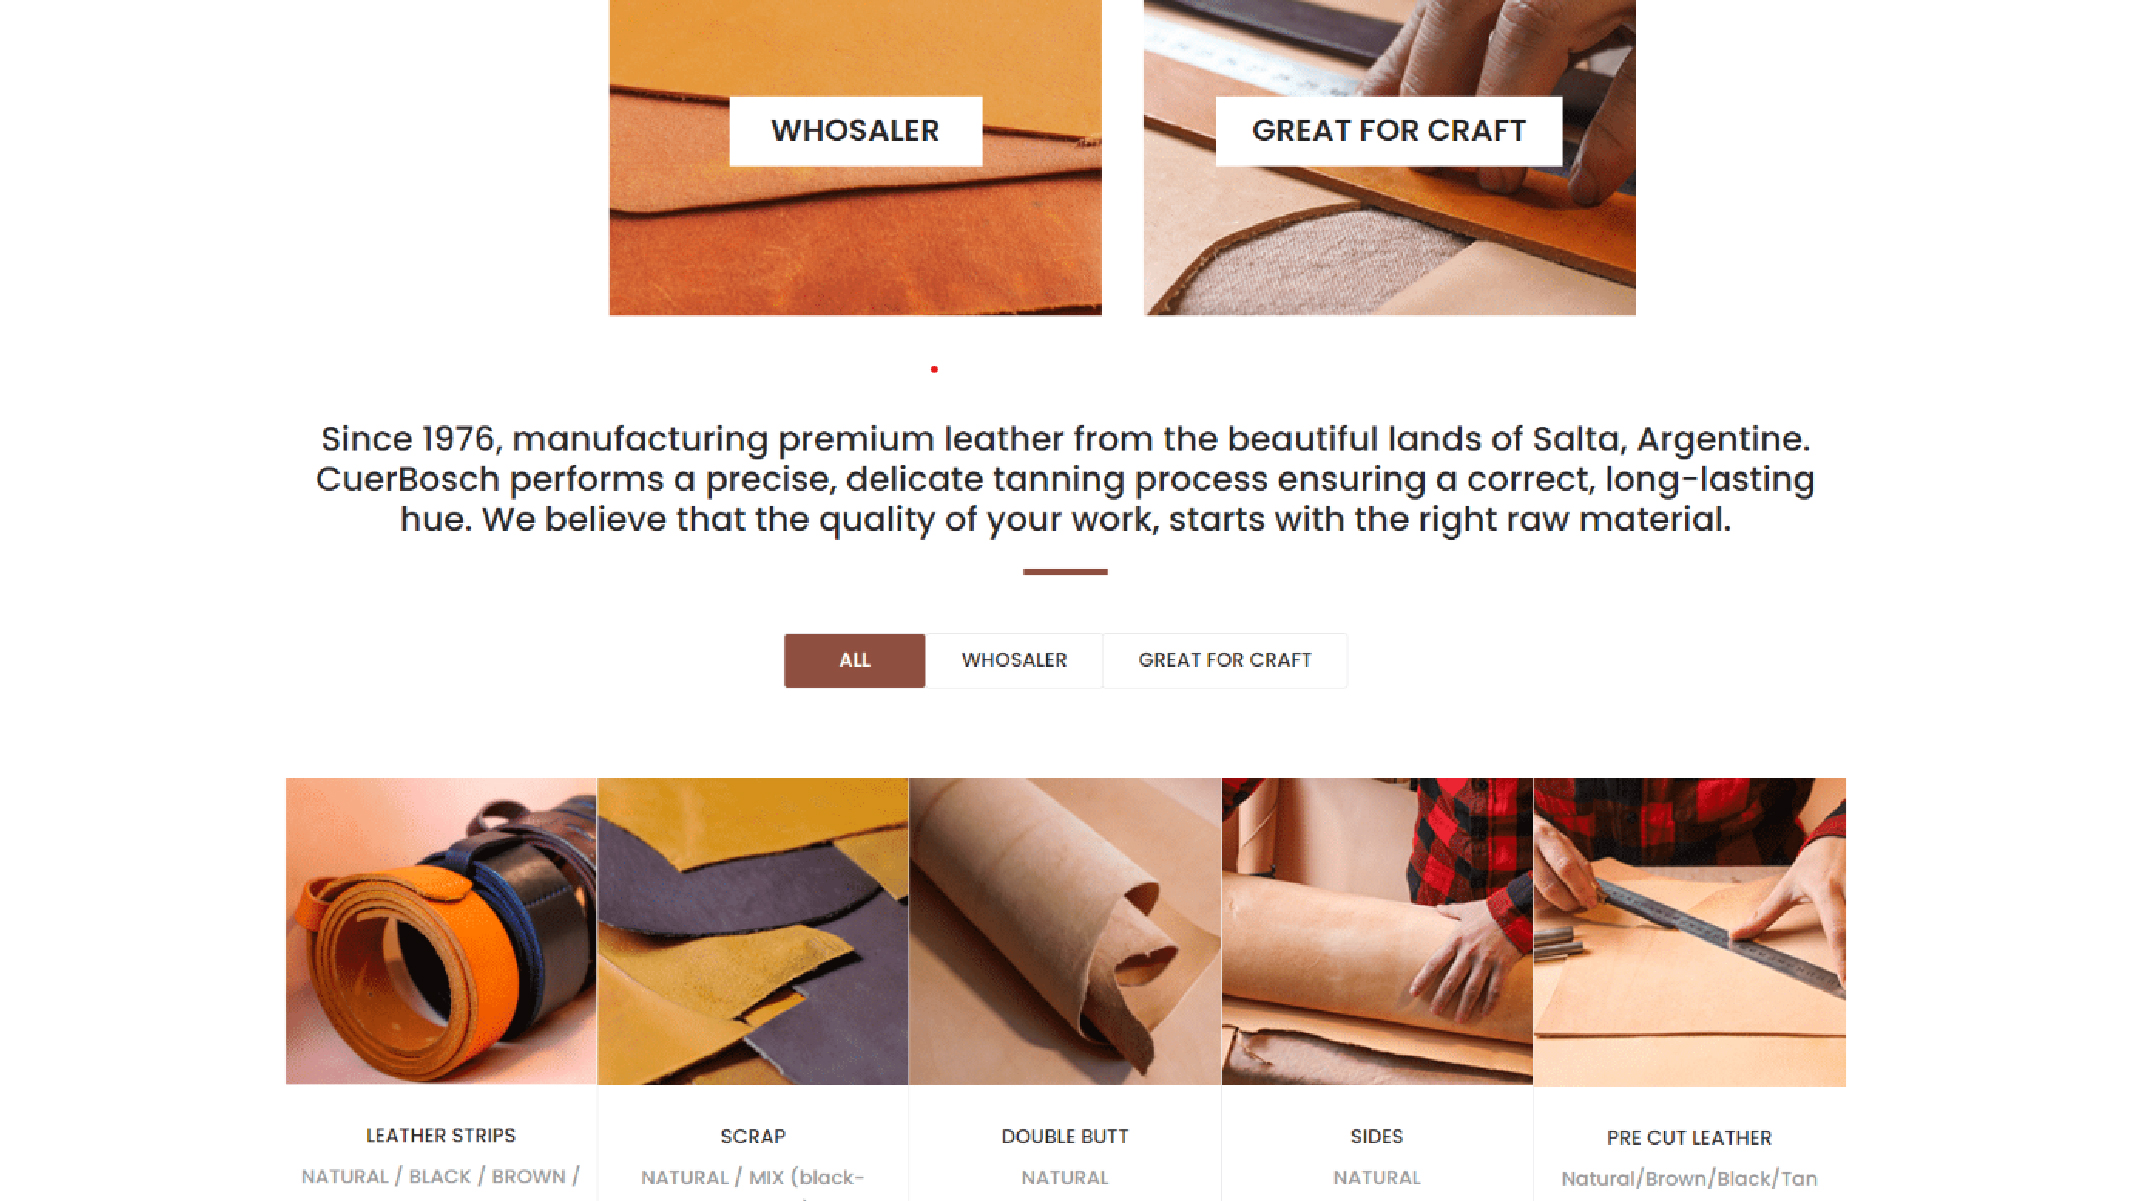 WHOSALER
GREAT FOR CRAFT
Since 1976, manufacturing premium leather from the beautiful lands of Salta, Argentine.
CuerBosch performs a precise, delicate tanning process ensuring a correct, long-lasting
hue. We believe that the quality of your work, starts with the right raw material.
ALL
WHOSALER
GREAT FOR CRAFT
LEATHER STRIPS
NATURAL / BLACK / BROWN /
SCRAP
NATURAL / MIX (black-
DOUBLE BUTT
NATURAL
SIDES
NATURAL
PRE CUT LEATHER
Natural/Brown/Black/Tan